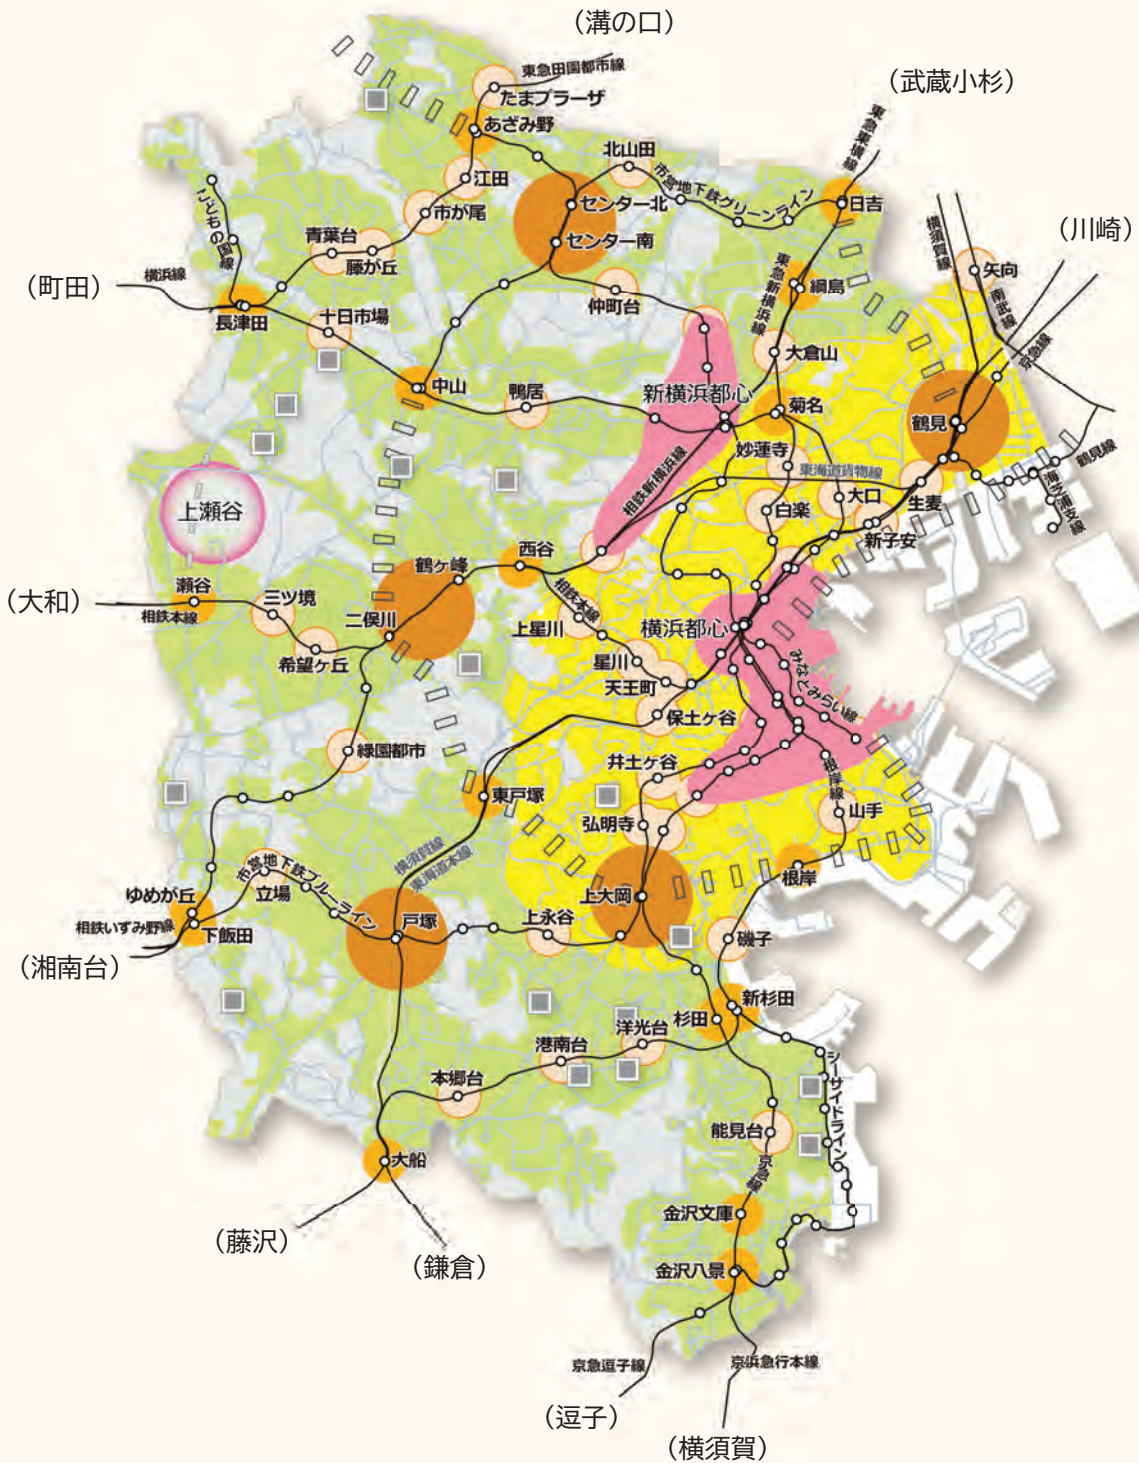 （溝の口）
東急田園都市線
（武蔵小杉）
たまプラーザ
東急東横線
あざみ野
北山田
江田
市営地下鉄グリーンライン
こどもの国線
センター北
日吉
市が尾
（川崎）
青葉台
センター南
横須賀線
藤が丘
矢向
（町田）
横浜線
東急新横浜線
綱島
南武線
長津田
十日市場
仲町台
京急線
大倉山
中山
新横浜都心
鴨居
菊名
鶴見
妙蓮寺
鶴見線
相鉄新横浜線
東海道貨物線
海芝浦支線
上瀬谷
大口
生麦
白楽
新子安
西谷
鶴ヶ峰
瀬谷
（大和）
相鉄本線
三ツ境
二俣川
相鉄本線
上星川
横浜都心
希望ヶ丘
星川
みなとみらい線
天王町
保土ヶ谷
緑園都市
井土ヶ谷
根岸線
東戸塚
山手
弘明寺
横須賀線
東海道本線
市営地下鉄ブルーライン
根岸
ゆめが丘
立場
上大岡
相鉄いずみ野線
下飯田
戸塚
上永谷
磯子
（湘南台）
新杉田
杉田
洋光台
港南台
シーサイドライン
本郷台
能見台
大船
京急線
金沢文庫
（藤沢）
（鎌倉）
金沢八景
京急逗子線
京浜急行本線
（逗子）
（横須賀）